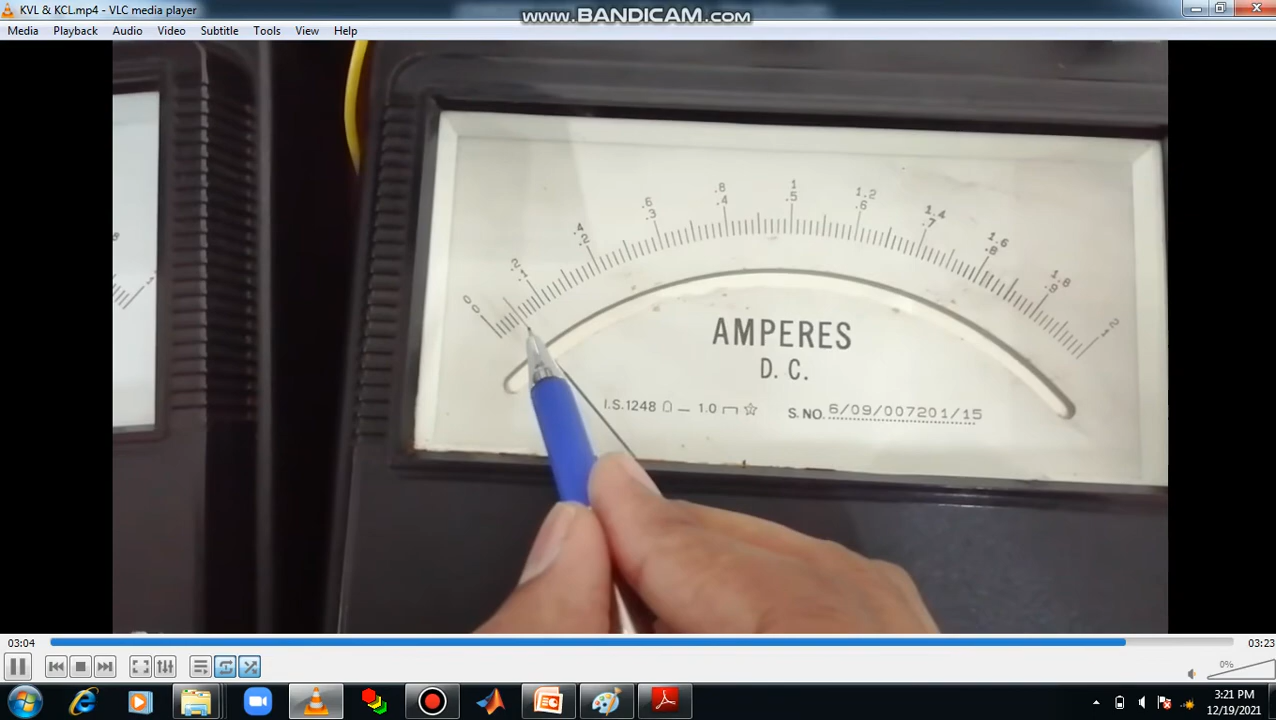 KVL & KCL.mp4 - VLC media player
www.BANDICAM.com
Media Playback Audio Video Subtitle Tools View Help
0 .2 .4 .6 .8 1 1.2 1.4 1.6 1.8 2
0 .1 .2 .3 .4 .5 .6 .7 .8 .9 1
AMPERES
D. C.
I.S.1248 1.0 S. NO. 6/09/007201/15
03:04
03:23
0%
3:21 PM
12/19/2021